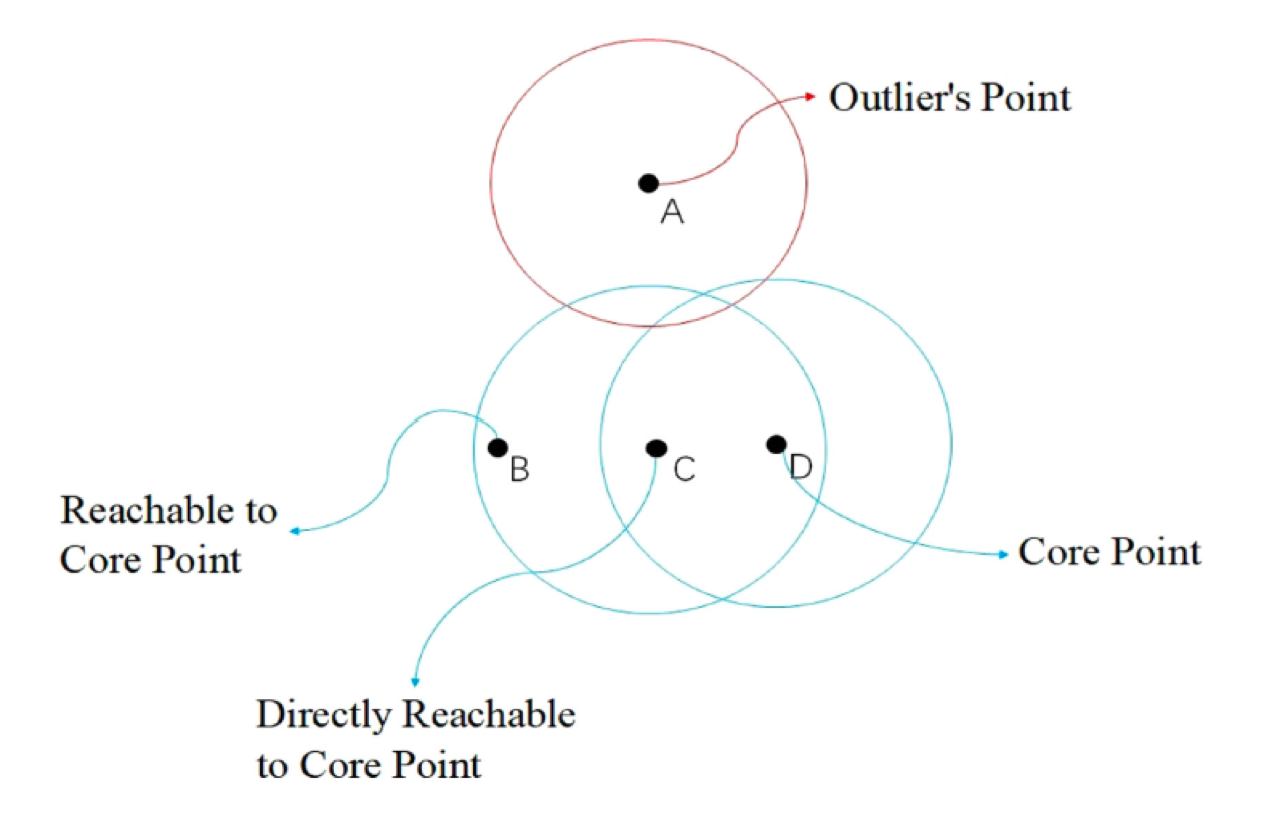 Outlier's Point
A
B
C
D
Reachable to
Core Point
Core Point
Directly Reachable
to Core Point